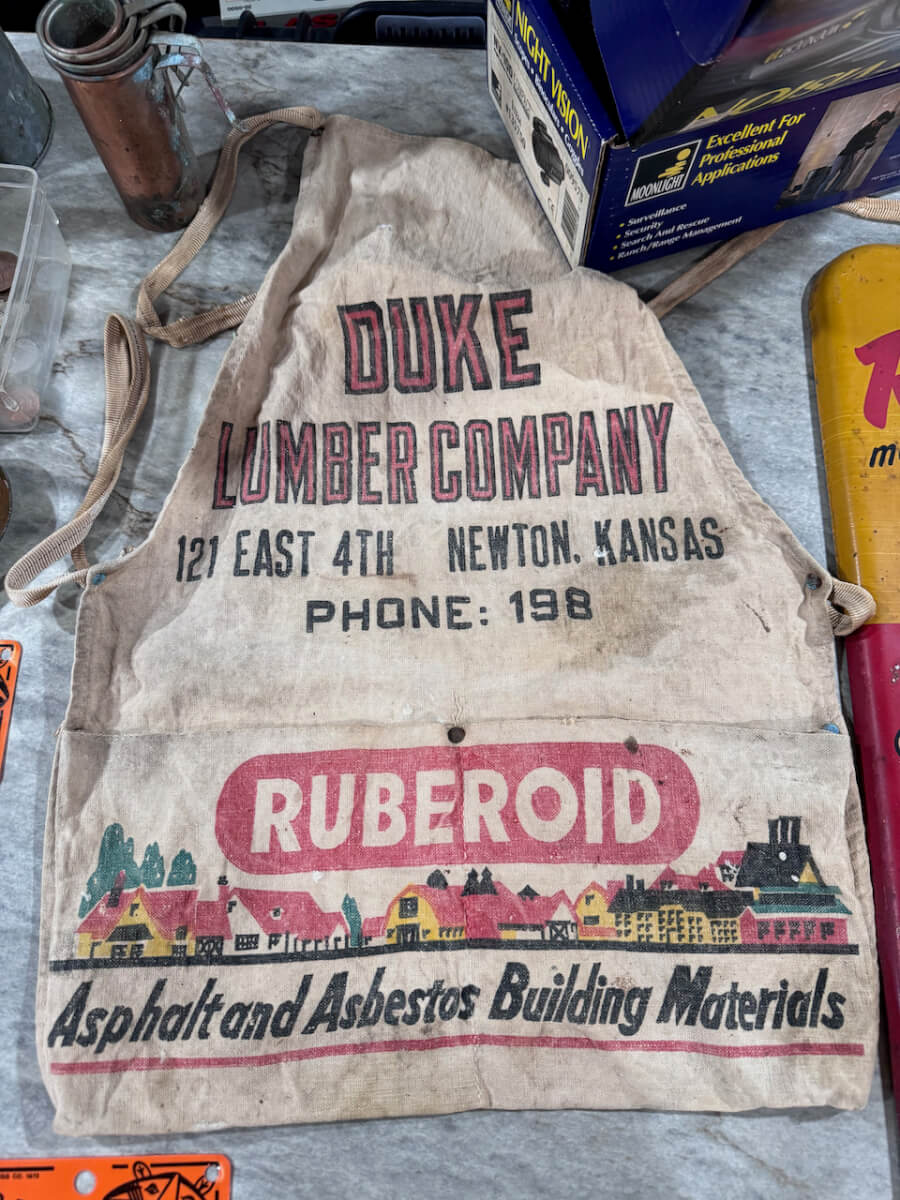 DUKE
LUMBER COMPANY
121 EAST 4TH NEWTON, KANSAS
PHONE: 198
RUBEROID
Asphalt and Asbestos Building Materials
NIGHT VISION
MOONLIGHT
Excellent For
Professional
Applications
• Surveillance
• Security
• Search And Rescue
• Ranch/Range Management